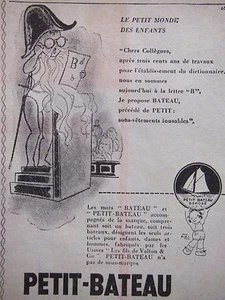 LE PETIT MONDE
DES ENFANTS
"Chers Collègues,
après trois cents ans de travaux
pour l'établissement du dictionnaire,
nous en sommes
aujourd'hui à la lettre "B".
Je propose BATEAU,
précédé de PETIT:
sous-vêtements inusables".
B
Les mots "BATEAU" et
"PETIT-BATEAU" accom-
pagnés de la marque, compre-
nant soit un bateau, soit trois
bateaux, désignent les seuls ar-
ticles pour enfants, dames et
hommes, fabriqués par les
Usines "Les fils de Valton &
Cie" PETIT-BATEAU n'a
pas de sous-marque.
PETIT BATEAU
PETIT-BATEAU